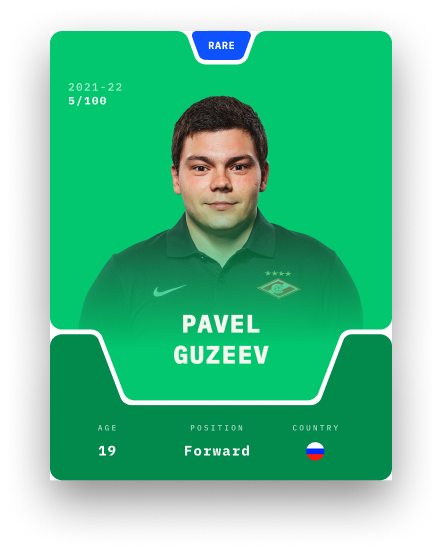 RARE
2021-22
5/100
PAVEL
GUZEEV
AGE POSITION COUNTRY
19 Forward